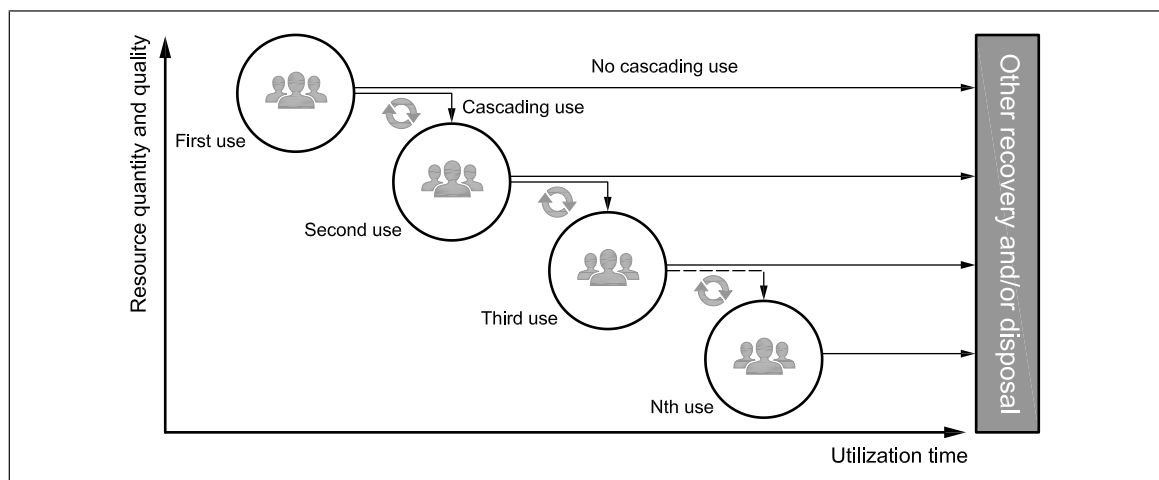 Resource quantity and quality
No cascading use
Cascading use
First use
Second use
Third use
Nth use
Utilization time
Other recovery and/or disposal